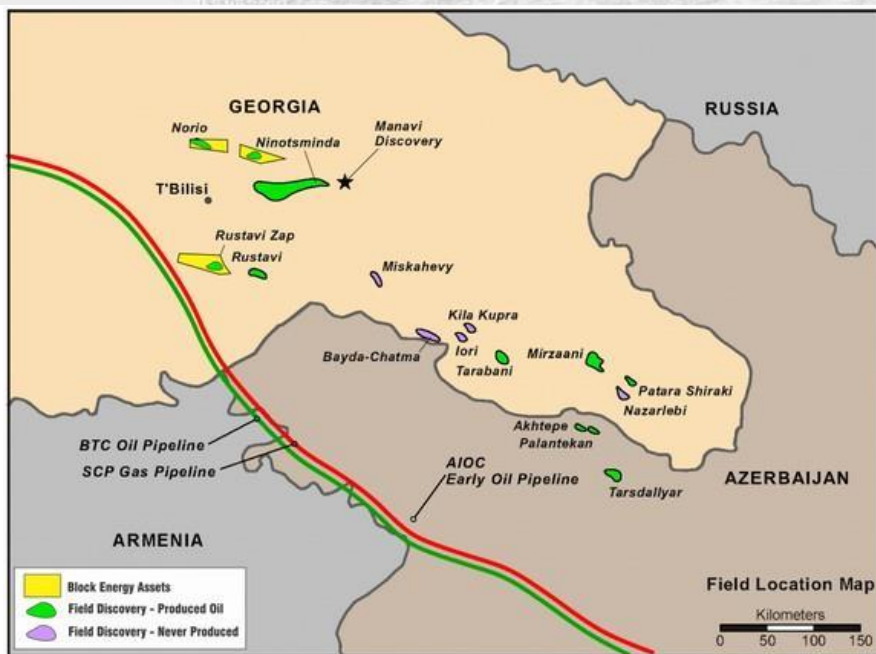 GEORGIA
RUSSIA
Norio
Ninotsminda
Manavi
Discovery
T'Bilisi
Rustavi Zap
Rustavi
Miskahevy
Kila Kupra
Bayda-Chatma
Iori
Tarabani
Mirzaani
Patara Shiraki
Nazarlebi
Akhtepe
Palantekan
BTC Oil Pipeline
SCP Gas Pipeline
AIOC
Early Oil Pipeline
Tarsdallyar
AZERBAIJAN
ARMENIA
Block Energy Assets
Field Discovery - Produced Oil
Field Discovery - Never Produced
Field Location Map
Kilometers
0 50 100 150